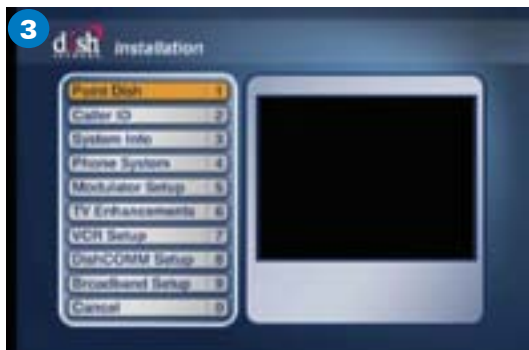 3
dish installation
NETWORK
Point Dish 1
Caller ID 2
System Info 3
Phone System 4
Modulator Setup 5
TV Enhancements 6
VCR Setup 7
DishCOMM Setup 8
Broadband Setup 9
Cancel 0